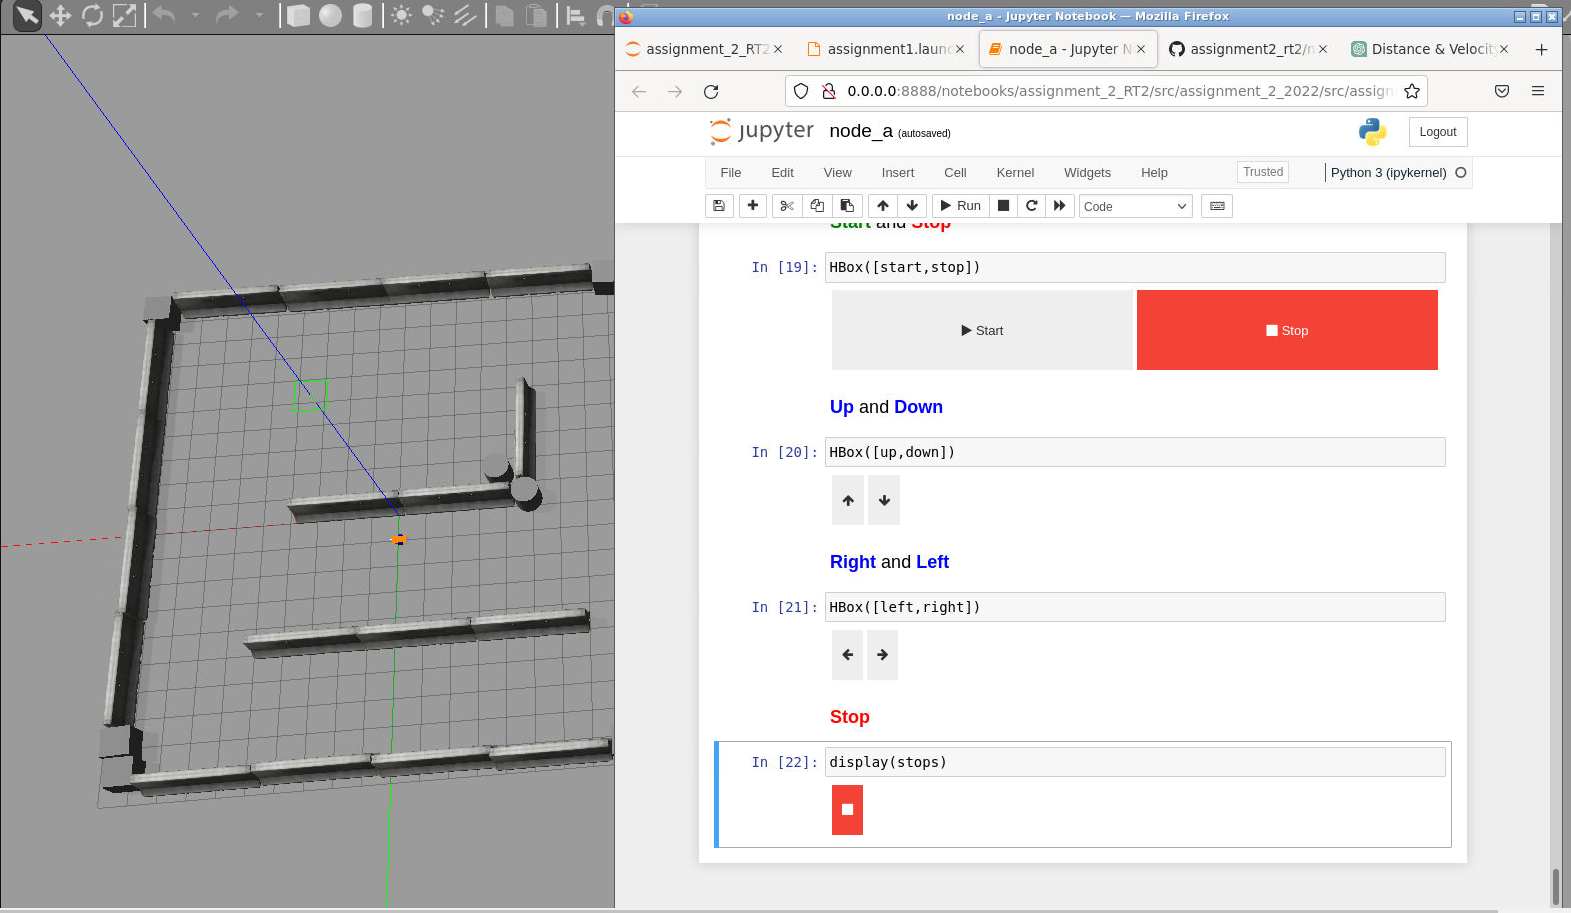 node_a - Jupyter Notebook — Mozilla Firefox
assignment_2_RT2
assignment1.launc
node_a - Jupyter N
assignment2_rt2/n
Distance & Velocit
0.0.0.0:8888/notebooks/assignment_2_RT2/src/assignment_2_2022/src/assign
jupyter node_a (autosaved)
Logout
File Edit View Insert Cell Kernel Widgets Help
Trusted
Python 3 (ipykernel)
Run
Code
Start and Stop
In [19]: HBox([start,stop])
Start
Stop
Up and Down
In [20]: HBox([up,down])
Right and Left
In [21]: HBox([left,right])
Stop
In [22]: display(stops)